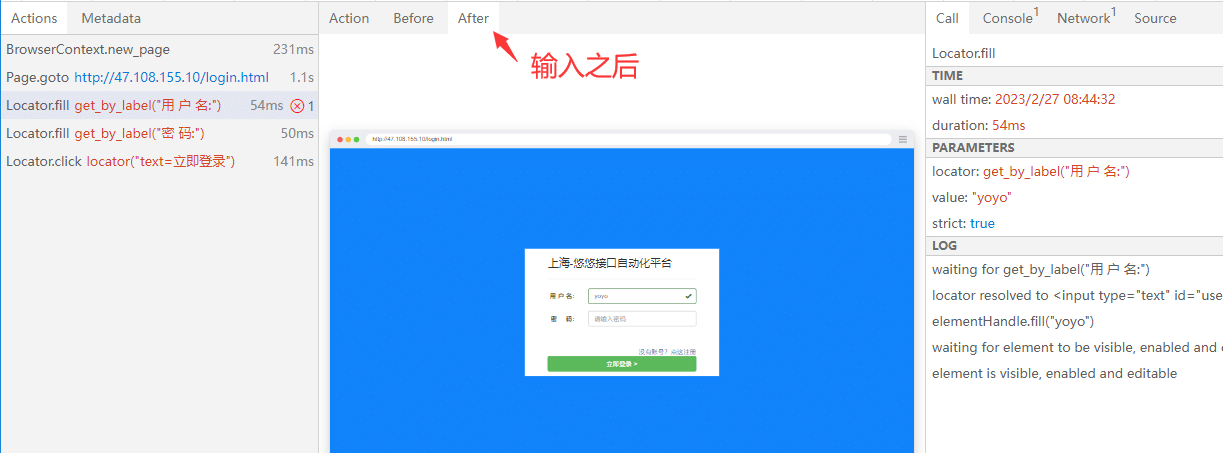 Actions Metadata
BrowserContext.new_page 231ms
Page.goto http://47.108.155.10/login.html 1.1s
Locator.fill get_by_label("用 户 名:") 54ms 1
Locator.fill get_by_label("密 码:") 50ms
Locator.click locator("text=立即登录") 141ms
Action Before After
输入之后
http://47.108.155.10/login.html
上海-悠悠接口自动化平台
用 户 名: yoyo
密 码: 请输入密码
没有账号? 点这注册
立即登录 >
Call Console 1 Network 1 Source
Locator.fill
TIME
wall time: 2023/2/27 08:44:32
duration: 54ms
PARAMETERS
locator: get_by_label("用 户 名:")
value: "yoyo"
strict: true
LOG
waiting for get_by_label("用 户 名:")
locator resolved to <input type="text" id="use
elementHandle.fill("yoyo")
waiting for element to be visible, enabled and e
element is visible, enabled and editable